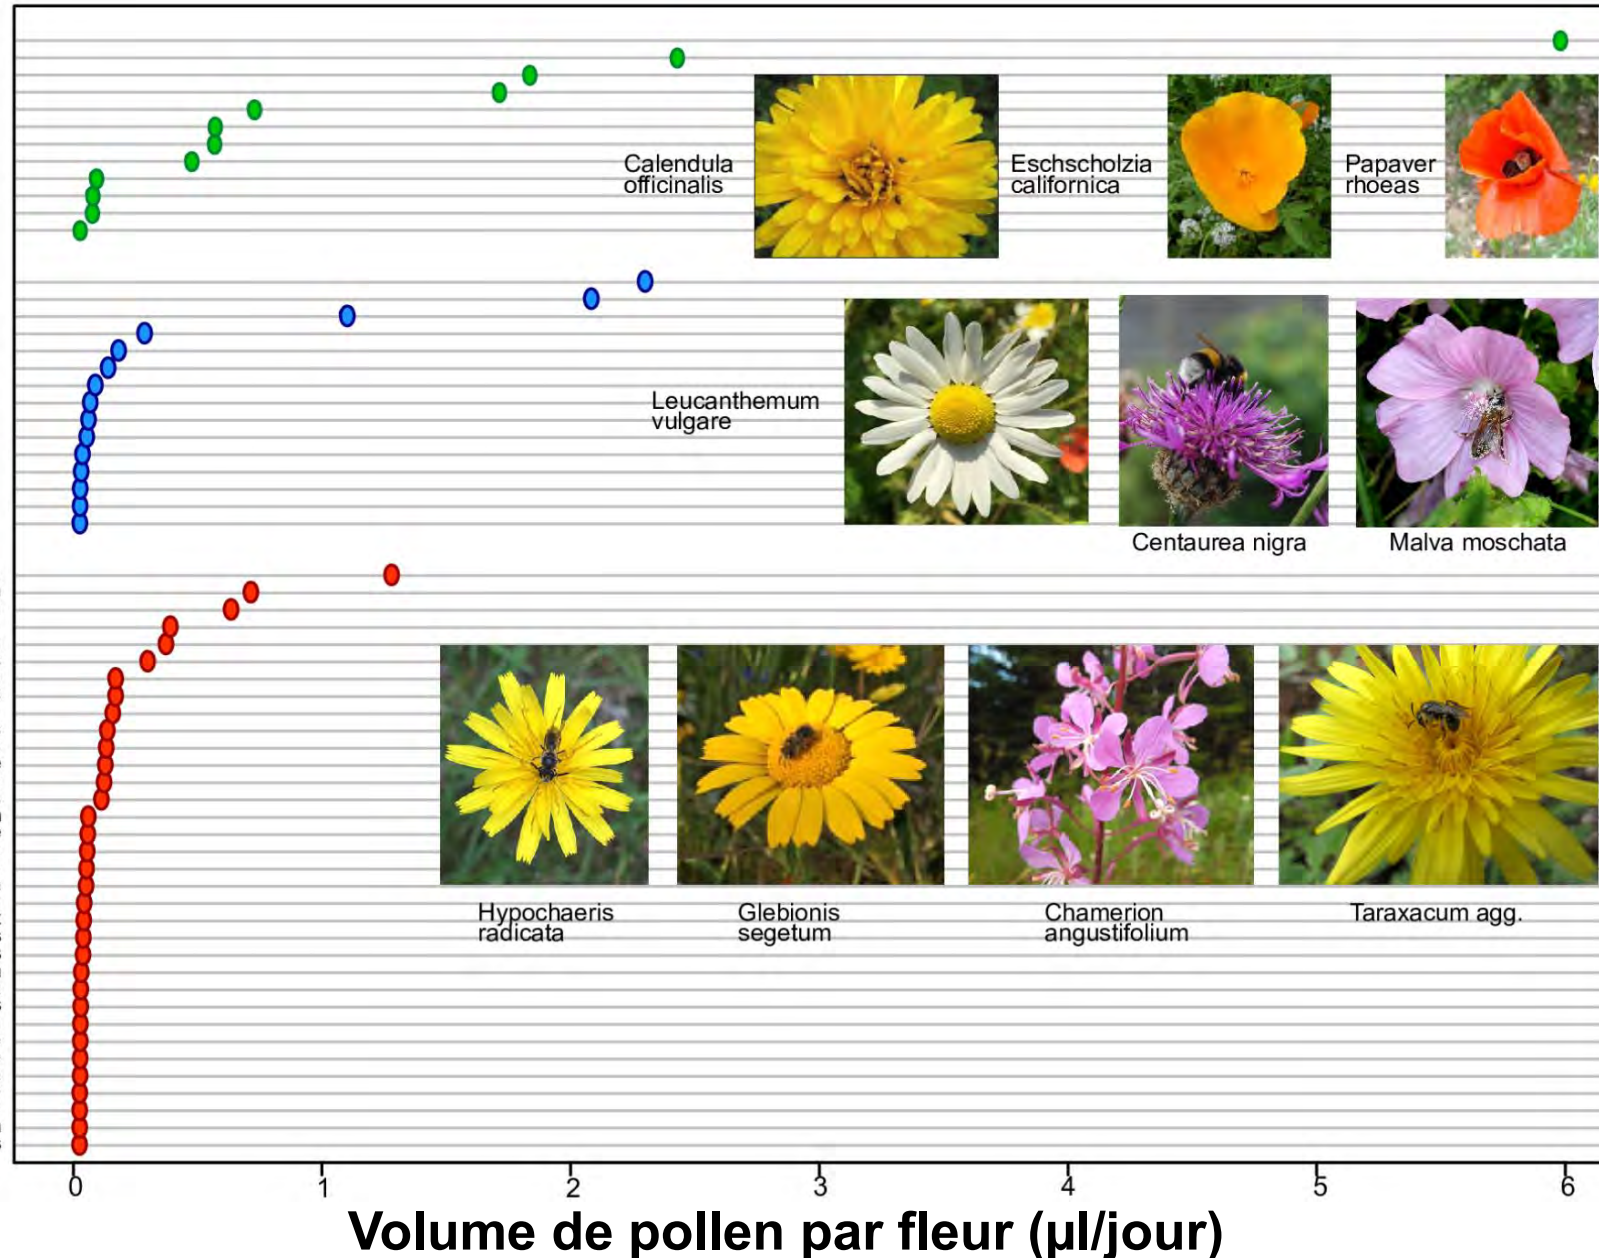 Calendula
officinalis
Eschscholzia
californica
Papaver
rhoeas
Leucanthemum
vulgare
Centaurea nigra
Malva moschata
Hypochaeris
radicata
Glebionis
segetum
Chamerion
angustifolium
Taraxacum agg.
0 1 2 3 4 5 6
Volume de pollen par fleur (µl/jour)